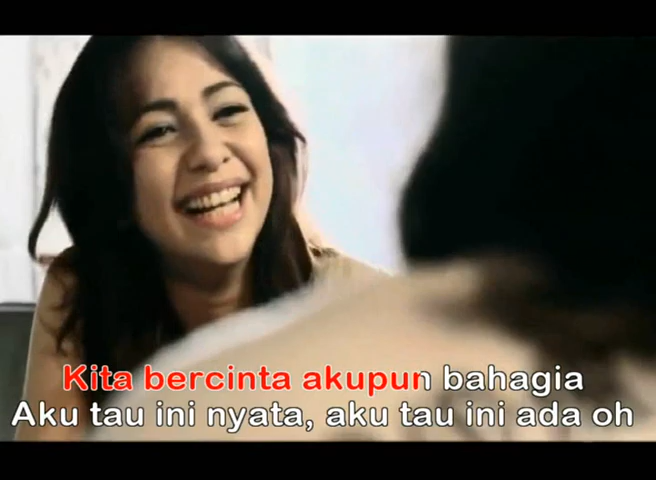 Kita bercinta akupun bahagia
Aku tau ini nyata, aku tau ini ada oh